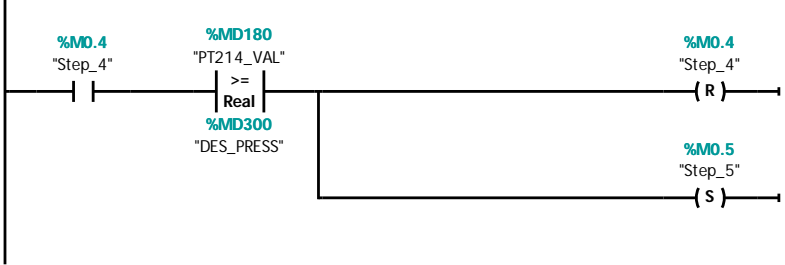 %M0.4
"Step_4"
%MD180
"PT214_VAL"
>=
Real
%MD300
"DES_PRESS"
%M0.4
"Step_4"
R
%M0.5
"Step_5"
S